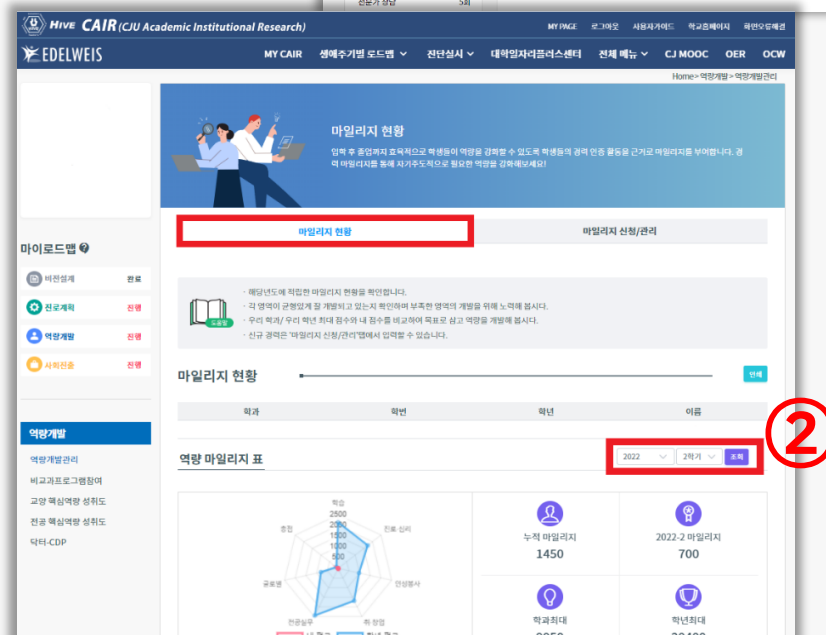 전문가 상담 5회
HIVE CAIR (CJU Academic Institutional Research)
MY PAGE 로그아웃 사용자가이드 학교홈페이지 화면오류해결
EDELWEIS
MY CAIR 생애주기별 로드맵 진단실시 대학일자리플러스센터 전체 메뉴 CJ MOOC OER OCW
Home> 역량개발> 역량개발관리
마일리지 현황
입학 후 졸업까지 효육적으로 학생들이 역량을 강화할 수 있도록 학생들의 경력 인증 활동을 근거로 마일리지를 부여합니다. 경
력 마일리지를 통해 자기주도적으로 필요한 역량을 강화해보세요!
마일리지 현황
마일리지 신청/관리
마이로드맵 ?
비전설계 완료
진로계획 진행
역량개발 진행
사회진출 진행
도움말
· 해당년도에 적립한 마일리지 현황을 확인합니다.
· 각 영역이 균형있게 잘 개발되고 있는지 확인하며 부족한 영역의 개발을 위해 노력해 봅시다.
· 우리 학과/ 우리 학년 최대 점수와 내 점수를 비교하여 목표로 삼고 역량을 개발해 봅시다.
· 신규 경력은 '마일리지 신청/관리'탭에서 입력할 수 있습니다.
마일리지 현황
인쇄
학과 학번 학년 이름
역량개발
역량개발관리
비교과프로그램참여
교양 핵심역량 성취도
전공 핵심역량 성취도
닥터-CDP
역량 마일리지 표
2022 2학기 조회
②
학습
2500
2000
1500
1000
500
진로·심리
인성봉사
취·창업
전공실무
글로벌
종합
누적 마일리지
1450
2022-2 마일리지
700
학과최대
학년최대